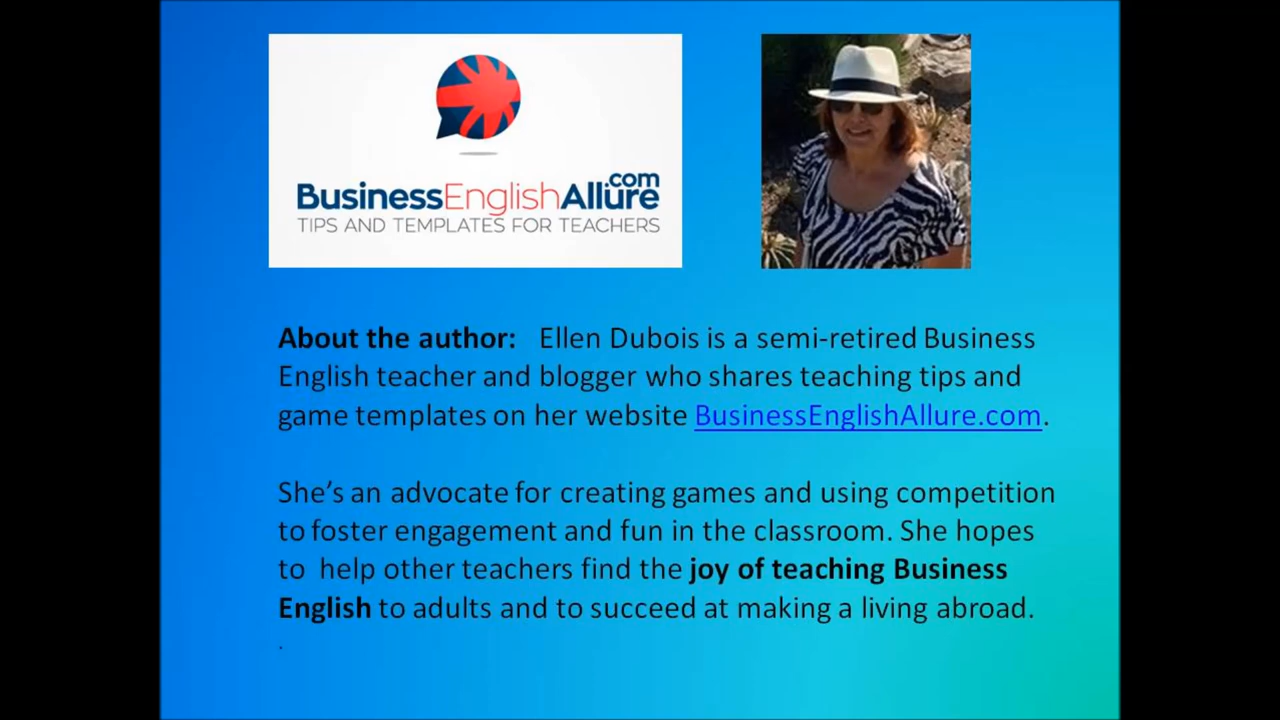 BusinessEnglishAllure.com
TIPS AND TEMPLATES FOR TEACHERS
About the author: Ellen Dubois is a semi-retired Business
English teacher and blogger who shares teaching tips and
game templates on her website BusinessEnglishAllure.com.
She’s an advocate for creating games and using competition
to foster engagement and fun in the classroom. She hopes
to help other teachers find the joy of teaching Business
English to adults and to succeed at making a living abroad.
.